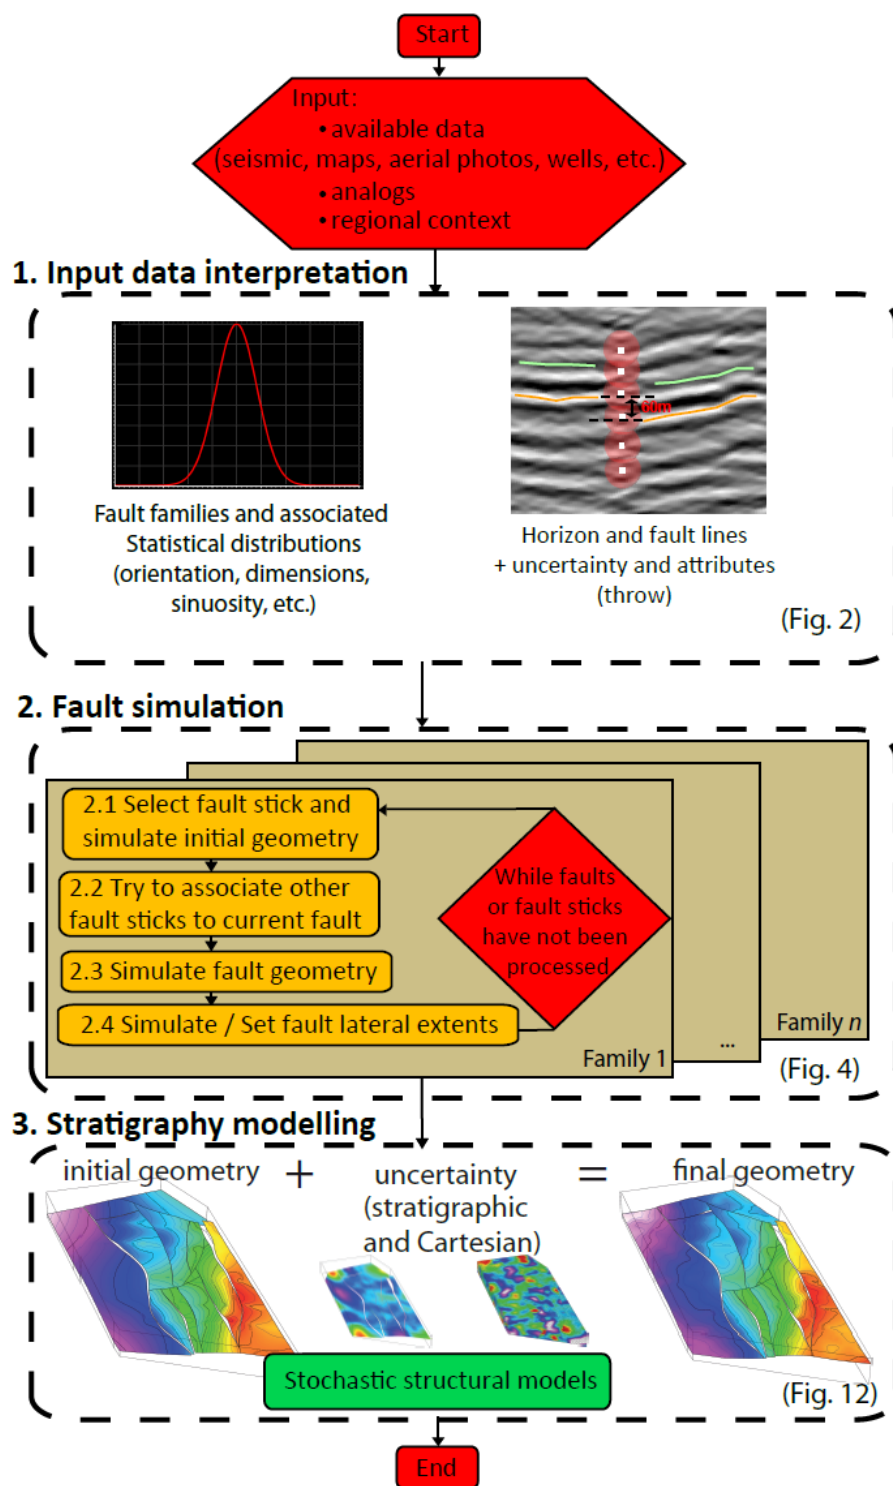 Start
Input:
• available data
(seismic, maps, aerial photos, wells, etc.)
• analogs
• regional context
1. Input data interpretation
Fault families and associated
Statistical distributions
(orientation, dimensions,
sinuosity, etc.)
Horizon and fault lines
+ uncertainty and attributes
(throw)
(Fig. 2)
2. Fault simulation
2.1 Select fault stick and
simulate initial geometry
2.2 Try to associate other
fault sticks to current fault
2.3 Simulate fault geometry
2.4 Simulate / Set fault lateral extents
While faults
or fault sticks
have not been
processed
Family 1
...
Family n
(Fig. 4)
3. Stratigraphy modelling
initial geometry
+
uncertainty
(stratigraphic
and Cartesian)
=
final geometry
Stochastic structural models
(Fig. 12)
End